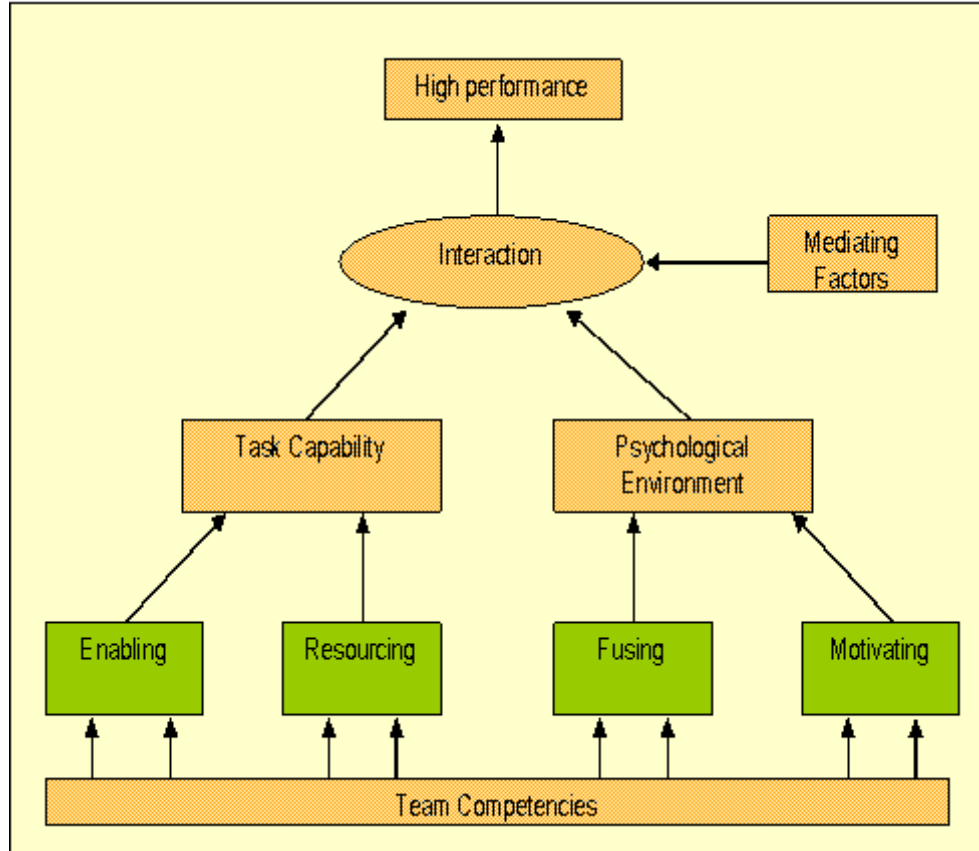 High performance
Interaction
Mediating
Factors
Task Capability
Psychological
Environment
Enabling
Resourcing
Fusing
Motivating
Team Competencies